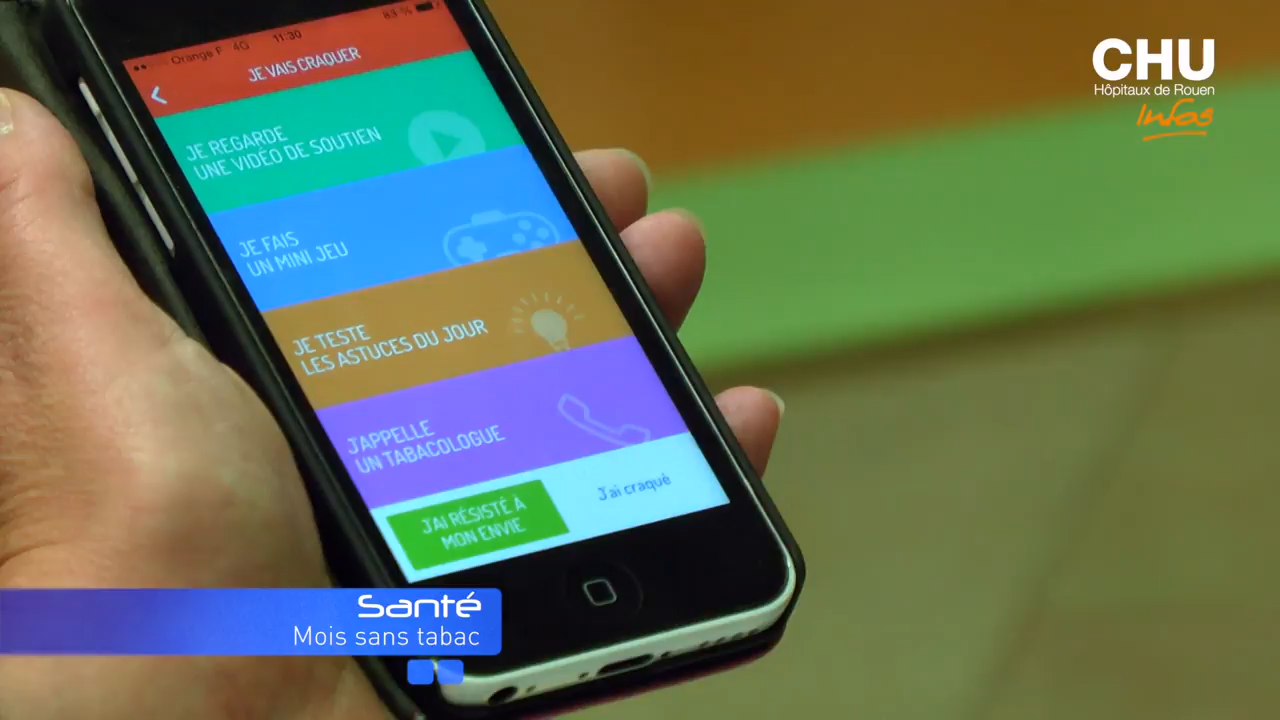 Orange F 4G 11:30 83 %
JE VAIS CRAQUER
JE REGARDE
UNE VIDÉO DE SOUTIEN
JE FAIS
UN MINI JEU
JE TESTE
LES ASTUCES DU JOUR
J'APPELLE
UN TABACOLOGUE
J'AI RÉSISTÉ À
MON ENVIE
J'ai craqué
CHU
Hôpitaux de Rouen
Infos
Santé
Mois sans tabac